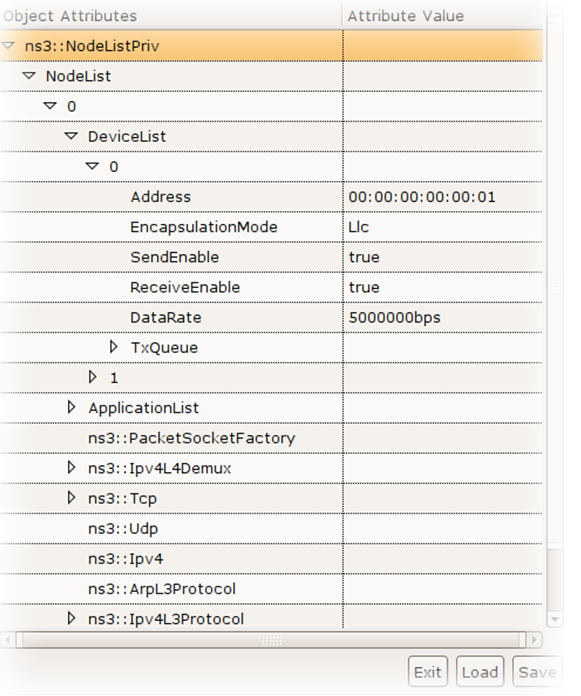 Object Attributes Attribute Value
ns3::NodeListPriv
NodeList
0
DeviceList
0
Address 00:00:00:00:00:01
EncapsulationMode Llc
SendEnable true
ReceiveEnable true
DataRate 5000000bps
TxQueue
1
ApplicationList
ns3::PacketSocketFactory
ns3::Ipv4L4Demux
ns3::Tcp
ns3::Udp
ns3::Ipv4
ns3::ArpL3Protocol
ns3::Ipv4L3Protocol
Exit Load Save